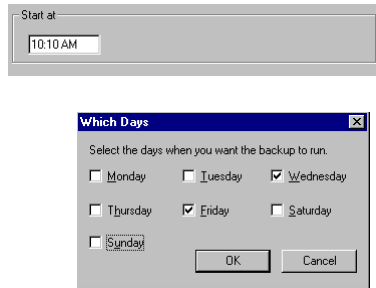 Start at
10:10 AM
Which Days
Select the days when you want the backup to run.
Monday Tuesday Wednesday
Thursday Friday Saturday
Sunday
OK Cancel